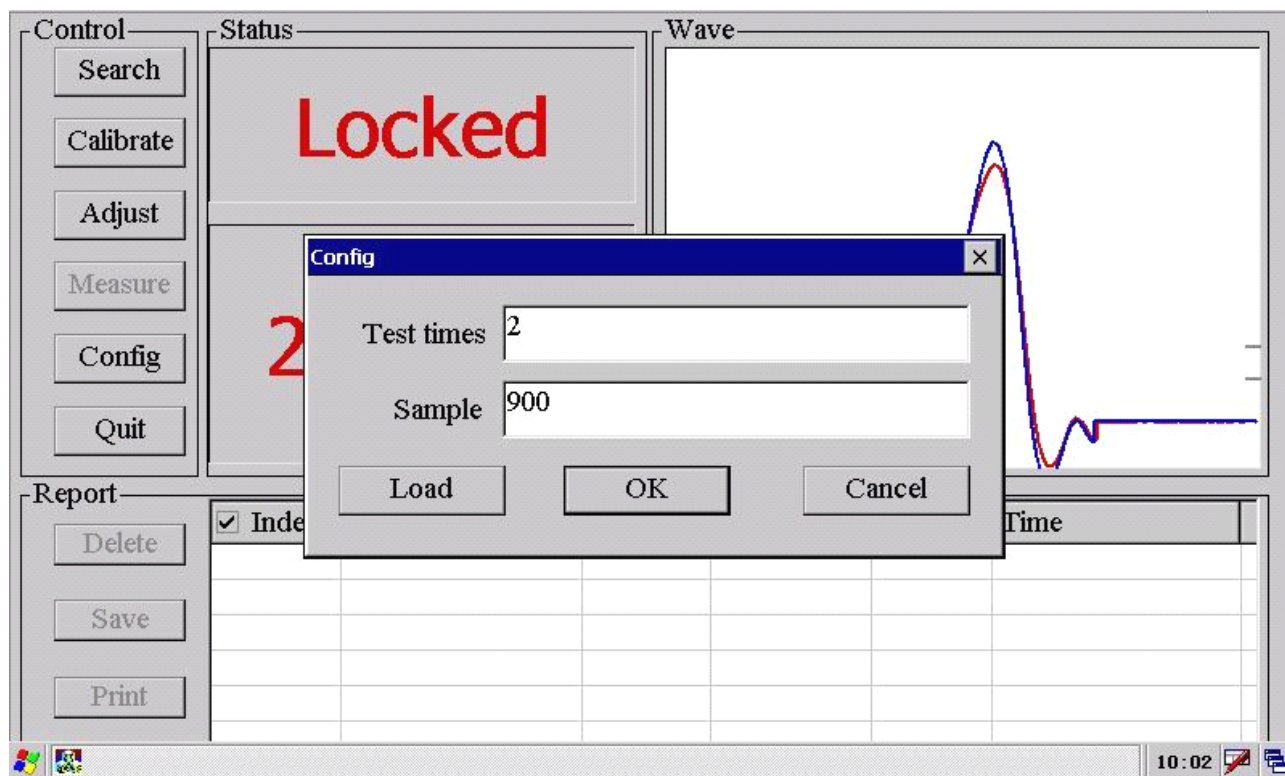 Control
Status
Wave
Search
Calibrate
Adjust
Measure
Config
Quit
Locked
2
Config
Test times 2
Sample 900
Load OK Cancel
Report
Delete
Save
Print
Time
10:02